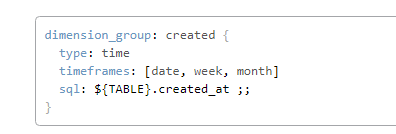 dimension_group: created {
type: time
timeframes: [date, week, month]
sql: ${TABLE}.created_at ;;
}